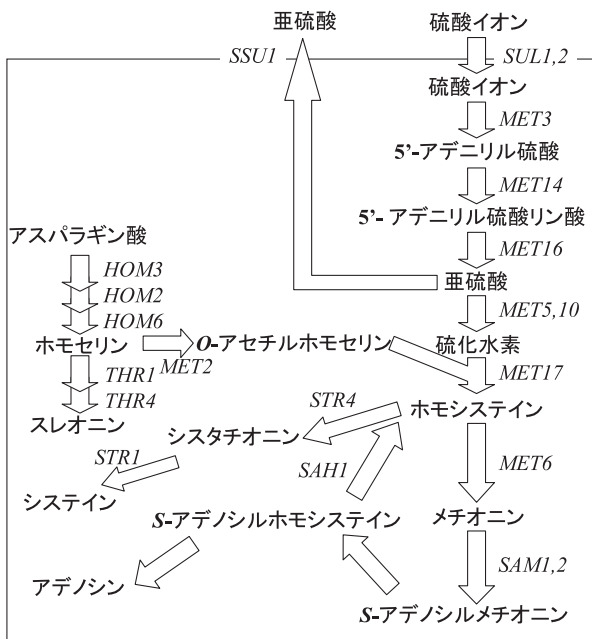 亜硫酸
硫酸イオン
SSU1
SUL1,2
硫酸イオン
MET3
5’-アデニリル硫酸
MET14
5’- アデニリル硫酸リン酸
アスパラギン酸
MET16
HOM3
亜硫酸
HOM2
MET5,10
HOM6
ホモセリン
O-アセチルホモセリン
硫化水素
MET2
THR1
MET17
THR4
STR4
ホモシステイン
スレオニン
シスタチオニン
STR1
SAH1
MET6
システイン
S-アデノシルホモシステイン
メチオニン
アデノシン
SAM1,2
S-アデノシルメチオニン